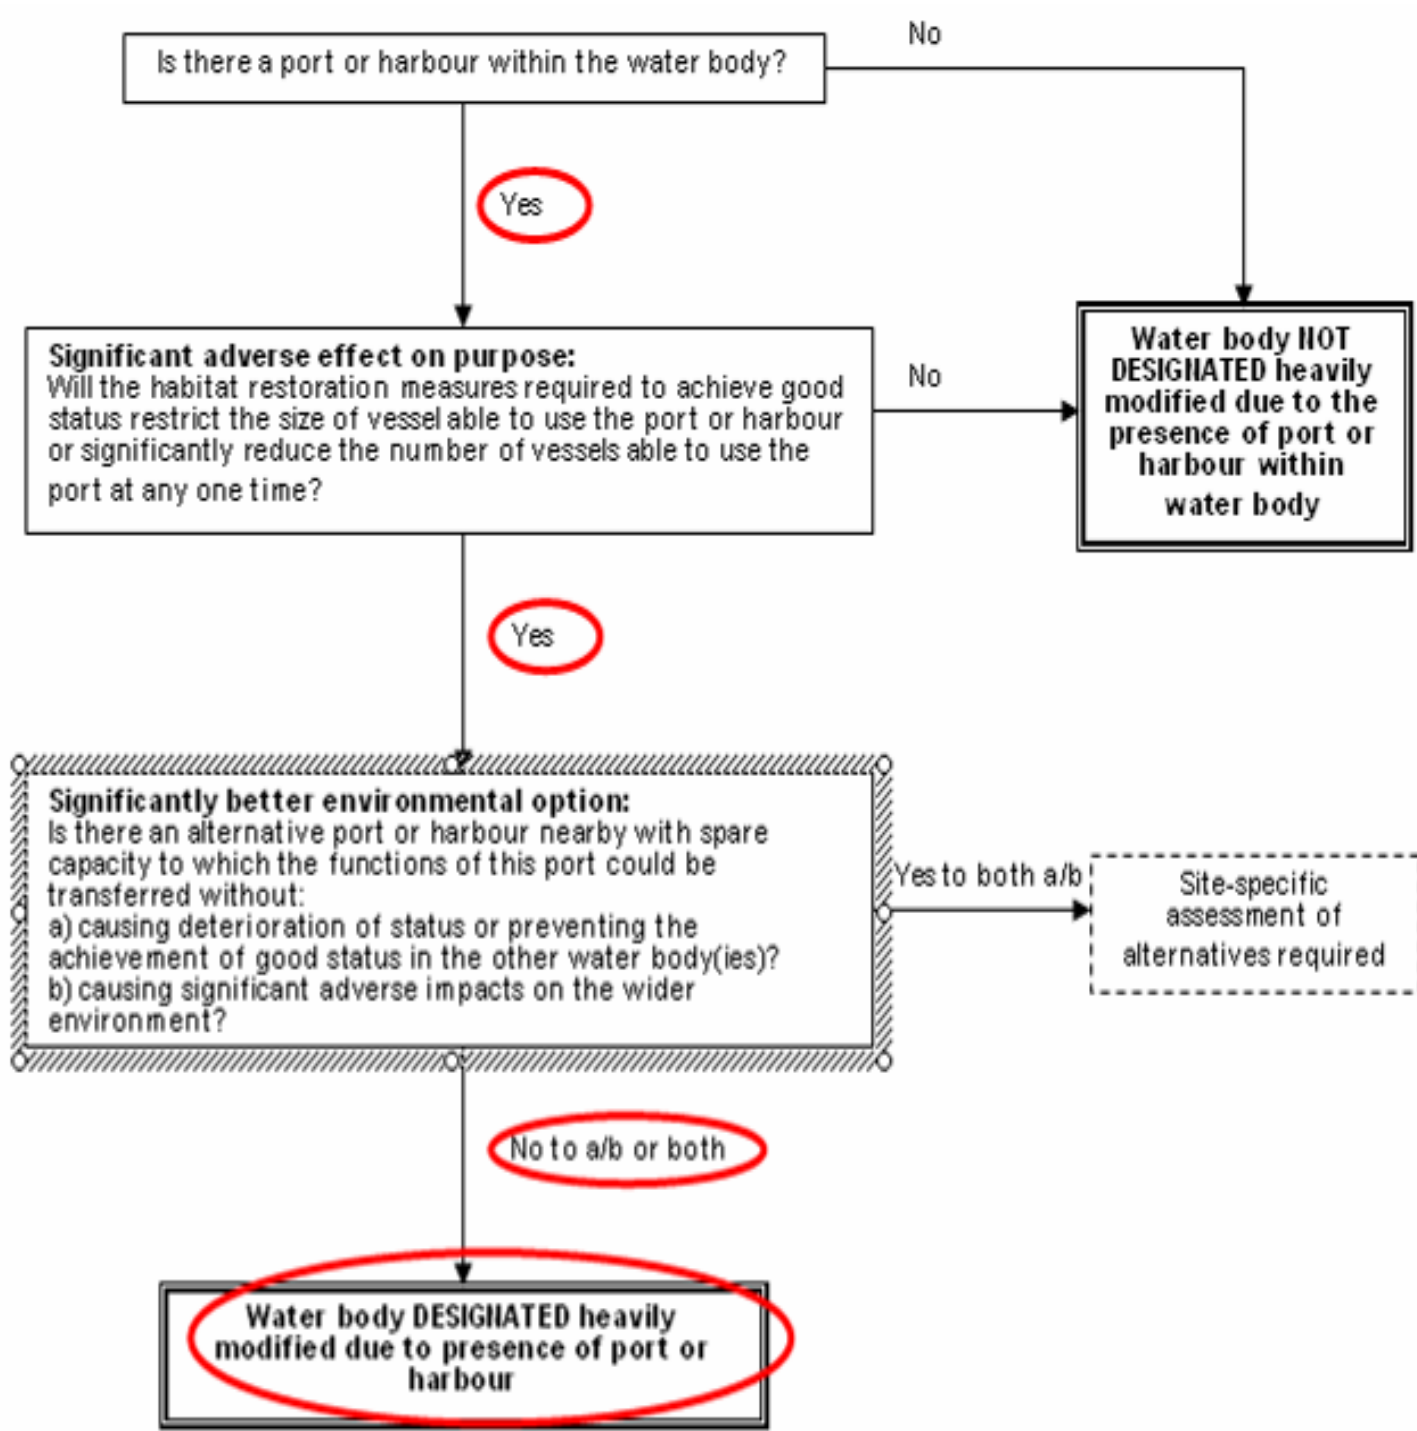 No
Is there a port or harbour within the water body?
Yes
Significant adverse effect on purpose:
Will the habitat restoration measures required to achieve good
status restrict the size of vessel able to use the port or harbour
or significantly reduce the number of vessels able to use the
port at any one time?
No
Water body NOT
DESIGNATED heavily
modified due to the
presence of port or
harbour within
water body
Yes
Significantly better environmental option:
Is there an alternative port or harbour nearby with spare
capacity to which the functions of this port could be
transferred without:
a) causing deterioration of status or preventing the
achievement of good status in the other water body(ies)?
b) causing significant adverse impacts on the wider
environment?
Yes to both a/b
Site-specific
assessment of
alternatives required
No to a/b or both
Water body DESIGNATED heavily
modified due to presence of port or
harbour